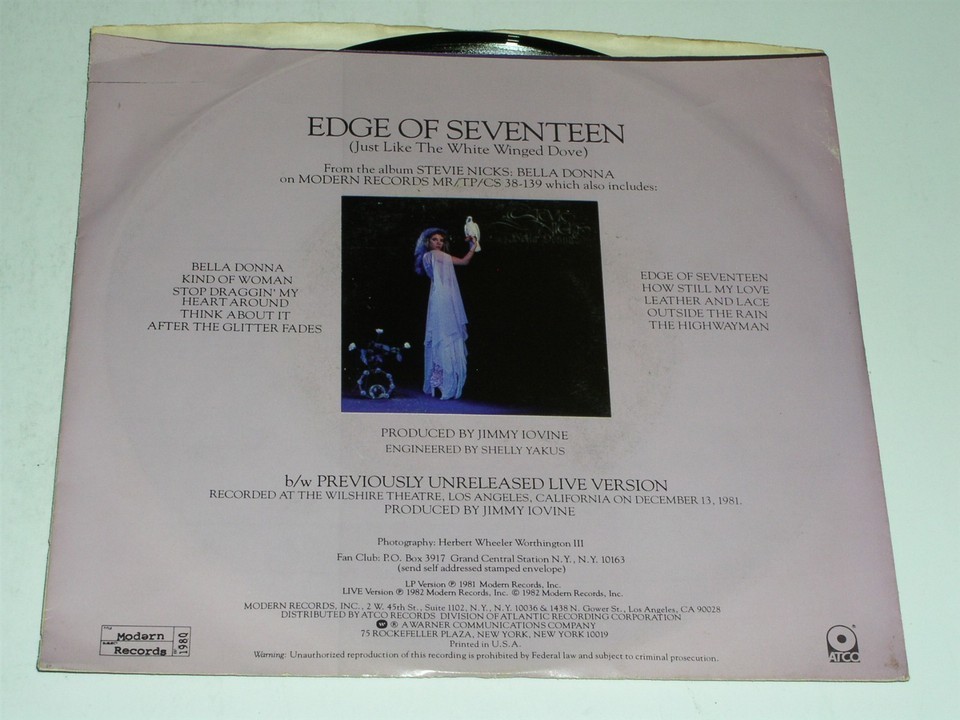 EDGE OF SEVENTEEN
(Just Like The White Winged Dove)
From the album STEVIE NICKS: BELLA DONNA
on MODERN RECORDS MR/TP/CS 38-139 which also includes:
Stevie
Nicks
BELLA DONNA
KIND OF WOMAN
STOP DRAGGIN' MY
HEART AROUND
THINK ABOUT IT
AFTER THE GLITTER FADES
EDGE OF SEVENTEEN
HOW STILL MY LOVE
LEATHER AND LACE
OUTSIDE THE RAIN
THE HIGHWAYMAN
PRODUCED BY JIMMY IOVINE
ENGINEERED BY SHELLY YAKUS
b/w PREVIOUSLY UNRELEASED LIVE VERSION
RECORDED AT THE WILSHIRE THEATRE, LOS ANGELES, CALIFORNIA ON DECEMBER 13, 1981.
PRODUCED BY JIMMY IOVINE
Photography: Herbert Wheeler Worthington III
Fan Club: P.O. Box 3917 Grand Central Station N.Y., N.Y. 10163
(send self addressed stamped envelope)
LP Version ℗ 1981 Modern Records, Inc.
LIVE Version ℗ 1982 Modern Records, Inc. © 1982 Modern Records, Inc.
MODERN RECORDS, INC., 2 W. 45th St., Suite 1102, N.Y., N.Y. 10036 & 1438 N. Gower St., Los Angeles, CA 90028
DISTRIBUTED BY ATCO RECORDS DIVISION OF ATLANTIC RECORDING CORPORATION
A WARNER COMMUNICATIONS COMPANY
75 ROCKEFELLER PLAZA, NEW YORK, NEW YORK 10019
Printed in U.S.A.
Warning: Unauthorized reproduction of this recording is prohibited by Federal law and subject to criminal prosecution.
The
Modern
Records
1980
ATCO